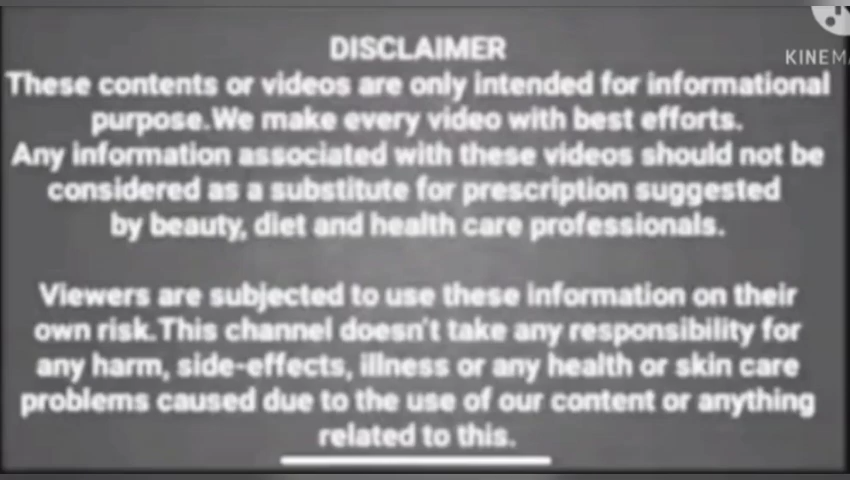 DISCLAIMER
These contents or videos are only intended for informational
purpose.We make every video with best efforts.
Any information associated with these videos should not be
considered as a substitute for prescription suggested
by beauty, diet and health care professionals.
Viewers are subjected to use these information on their
own risk.This channel doesn't take any responsibility for
any harm, side-effects, illness or any health or skin care
problems caused due to the use of our content or anything
related to this.
KINEMA